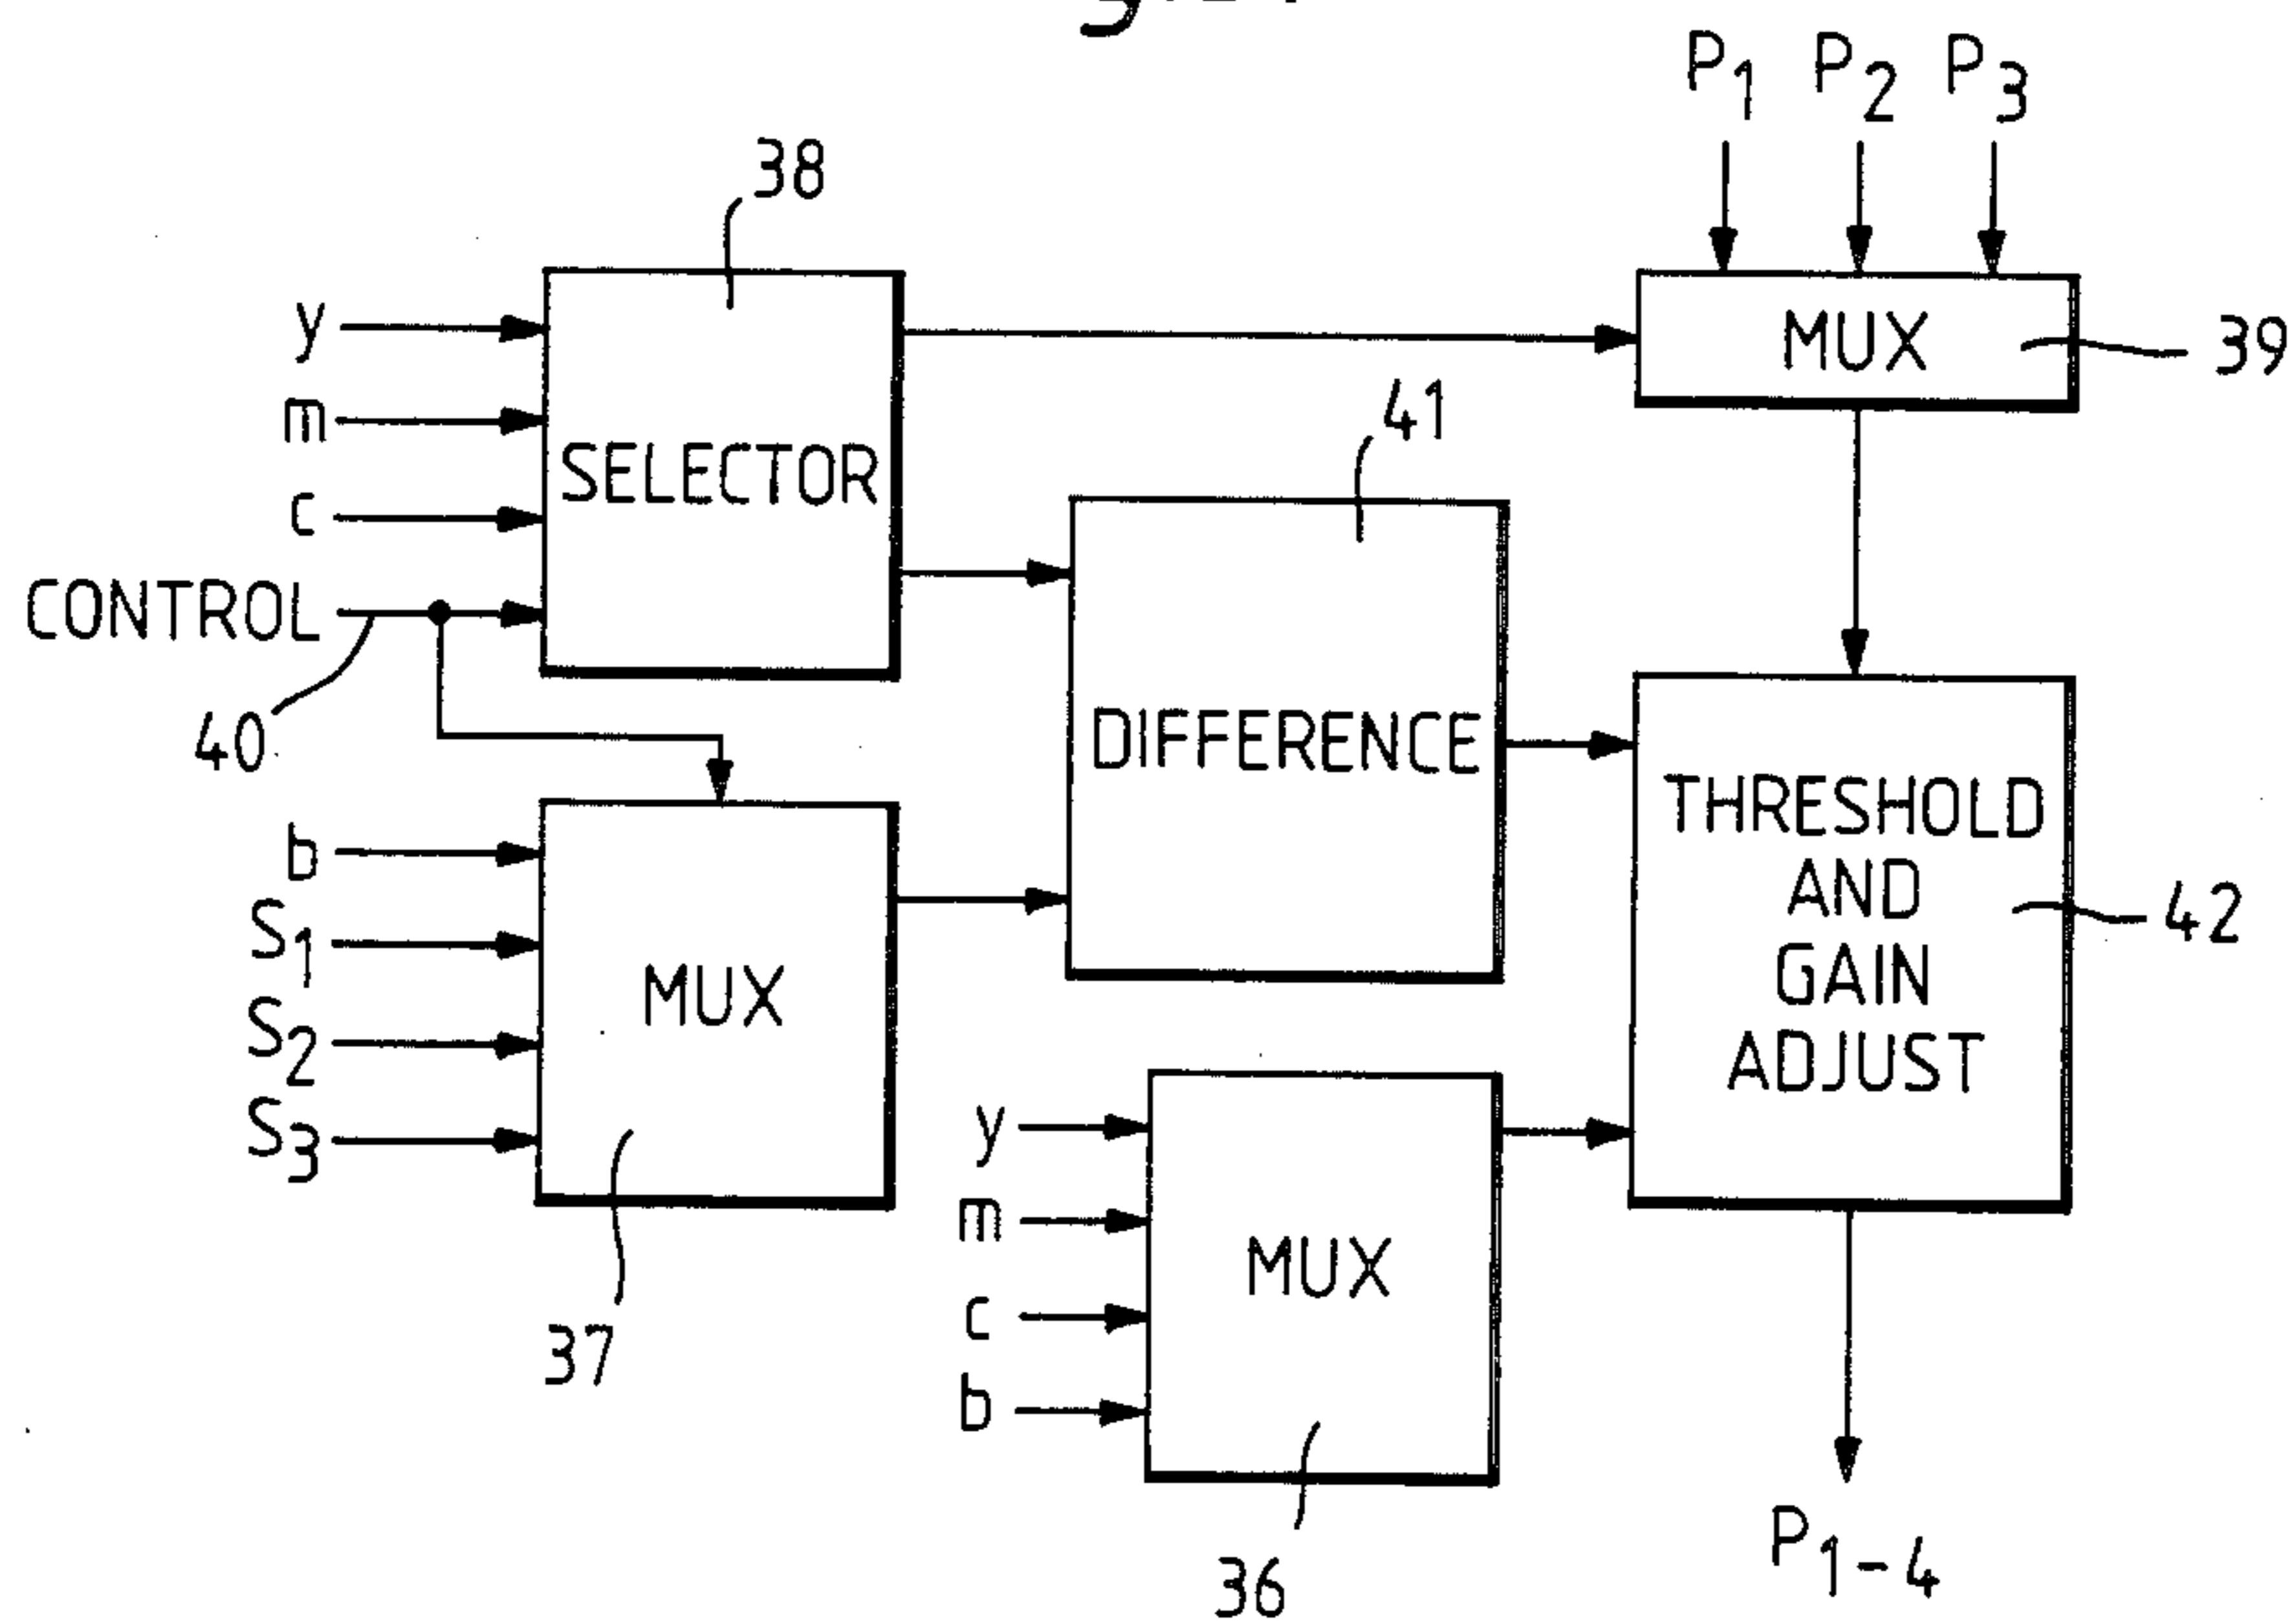 P1 P2 P3
38
y
m
c
CONTROL
40
SELECTOR
MUX
39
41
DIFFERENCE
b
S1
S2
S3
MUX
37
THRESHOLD
AND
GAIN
ADJUST
42
y
m
c
b
MUX
36
P1-4